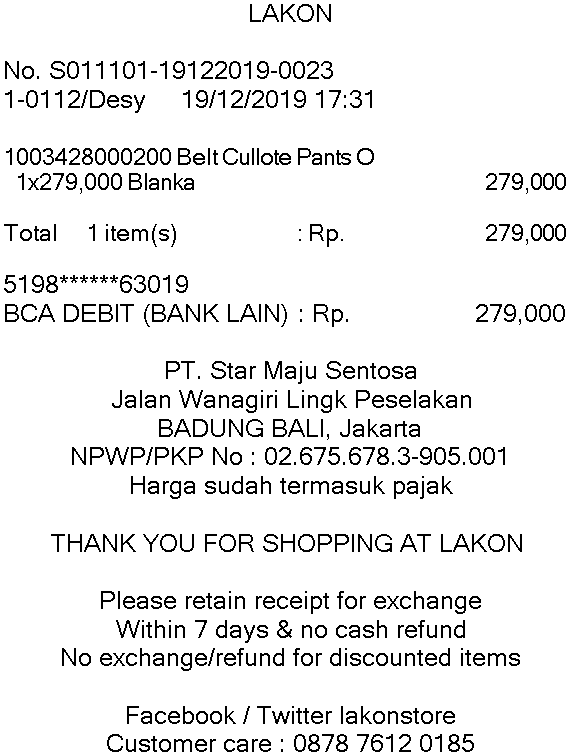 LAKON
No. S011101-19122019-0023
1-0112/Desy 19/12/2019 17:31
1003428000200 Belt Cullote Pants O
1x279,000 Blanka 279,000
Total 1 item(s) : Rp. 279,000
5198******63019
BCA DEBIT (BANK LAIN) : Rp. 279,000
PT. Star Maju Sentosa
Jalan Wanagiri Lingk Peselakan
BADUNG BALI, Jakarta
NPWP/PKP No : 02.675.678.3-905.001
Harga sudah termasuk pajak
THANK YOU FOR SHOPPING AT LAKON
Please retain receipt for exchange
Within 7 days & no cash refund
No exchange/refund for discounted items
Facebook / Twitter lakonstore
Customer care : 0878 7612 0185